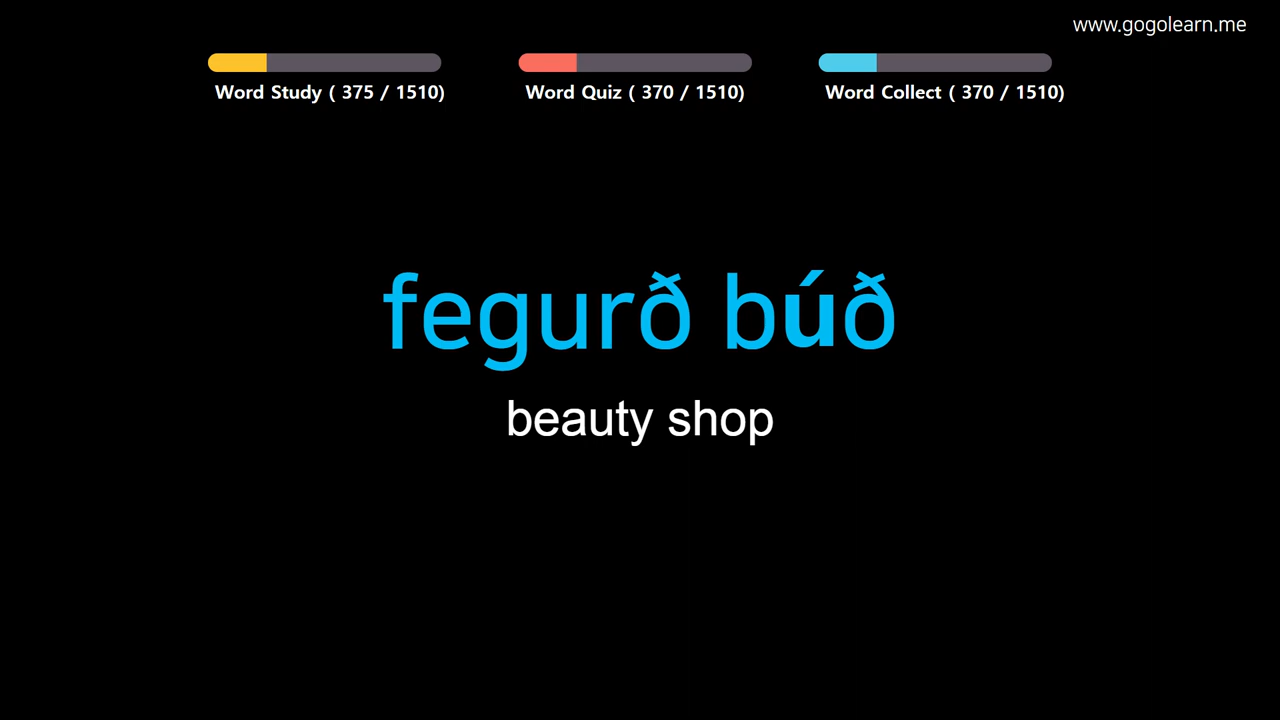 www.gogolearn.me
Word Study ( 375 / 1510)
Word Quiz ( 370 / 1510)
Word Collect ( 370 / 1510)
fegurð búð
beauty shop